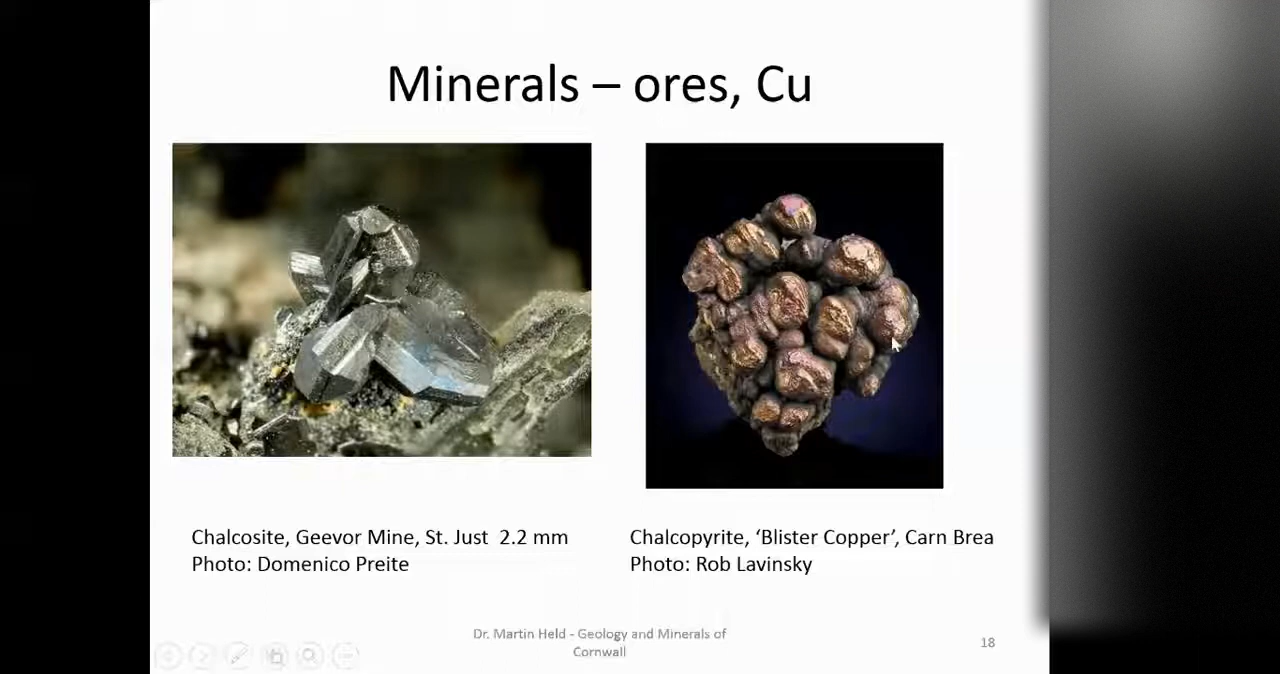 Minerals – ores, Cu
Chalcosite, Geevor Mine, St. Just 2.2 mm
Photo: Domenico Preite
Chalcopyrite, ‘Blister Copper’, Carn Brea
Photo: Rob Lavinsky
Dr. Martin Held - Geology and Minerals of
Cornwall
18